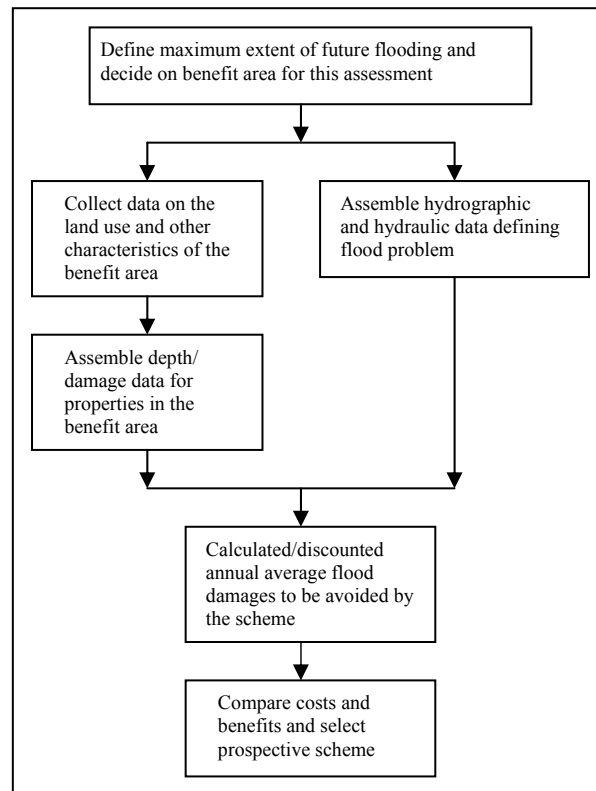 Define maximum extent of future flooding and
decide on benefit area for this assessment
Collect data on the
land use and other
characteristics of the
benefit area
Assemble hydrographic
and hydraulic data defining
flood problem
Assemble depth/
damage data for
properties in the
benefit area
Calculated/discounted
annual average flood
damages to be avoided by
the scheme
Compare costs and
benefits and select
prospective scheme